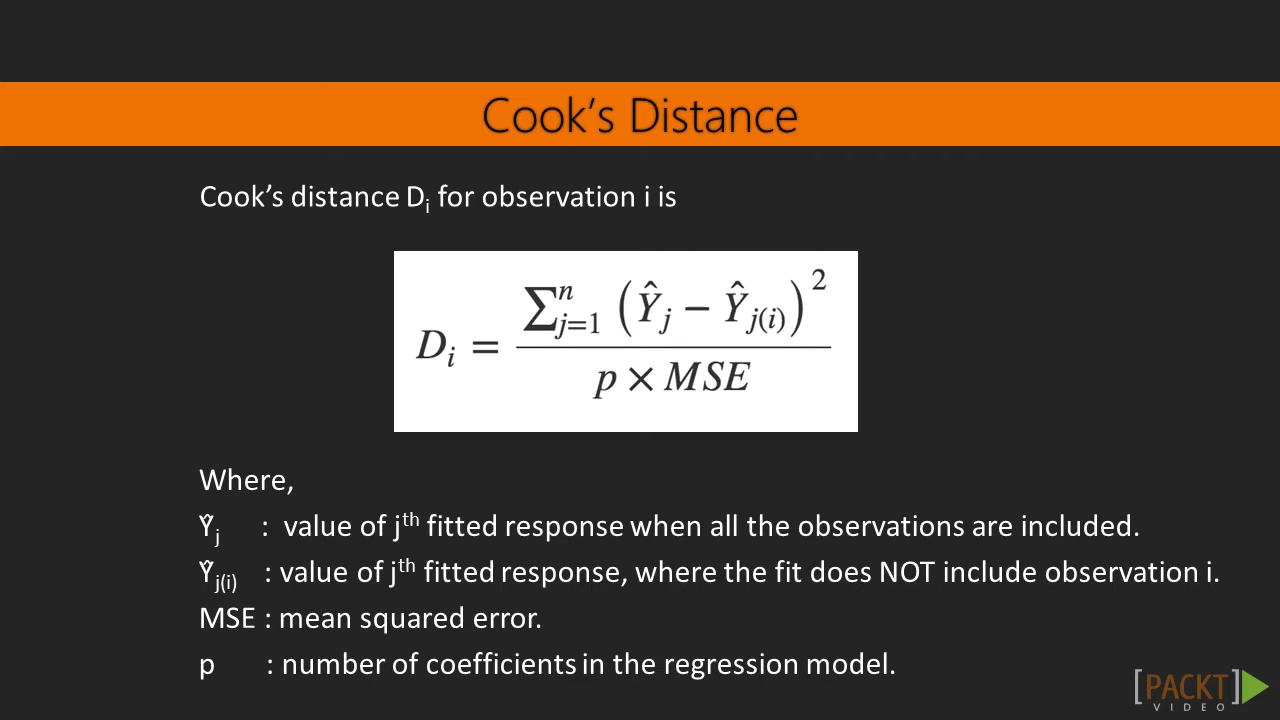 Cook's Distance
Cook's distance Dᵢ for observation i is
Dᵢ = ∑ⁿⱼ₌₁ (Ŷⱼ − Ŷⱼ₍ᵢ₎)² / p × MSE
Where,
Ŷⱼ : value of jᵗʰ fitted response when all the observations are included.
Ŷⱼ₍ᵢ₎ : value of jᵗʰ fitted response, where the fit does NOT include observation i.
MSE : mean squared error.
p : number of coefficients in the regression model.
[PACKT]
VIDEO